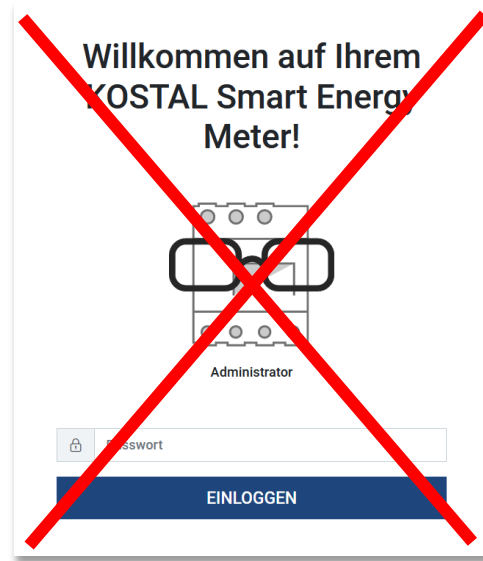 Willkommen auf Ihrem
KOSTAL Smart Energy
Meter!
Administrator
Passwort
EINLOGGEN